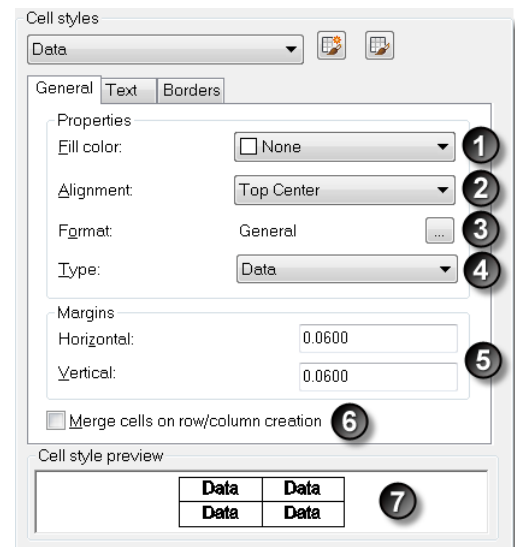 Cell styles
Data
General Text Borders
Properties
Fill color: None 1
Alignment: Top Center 2
Format: General ... 3
Type: Data 4
Margins
Horizontal: 0.0600
5
Vertical: 0.0600
Merge cells on row/column creation 6
Cell style preview
Data Data
7
Data Data